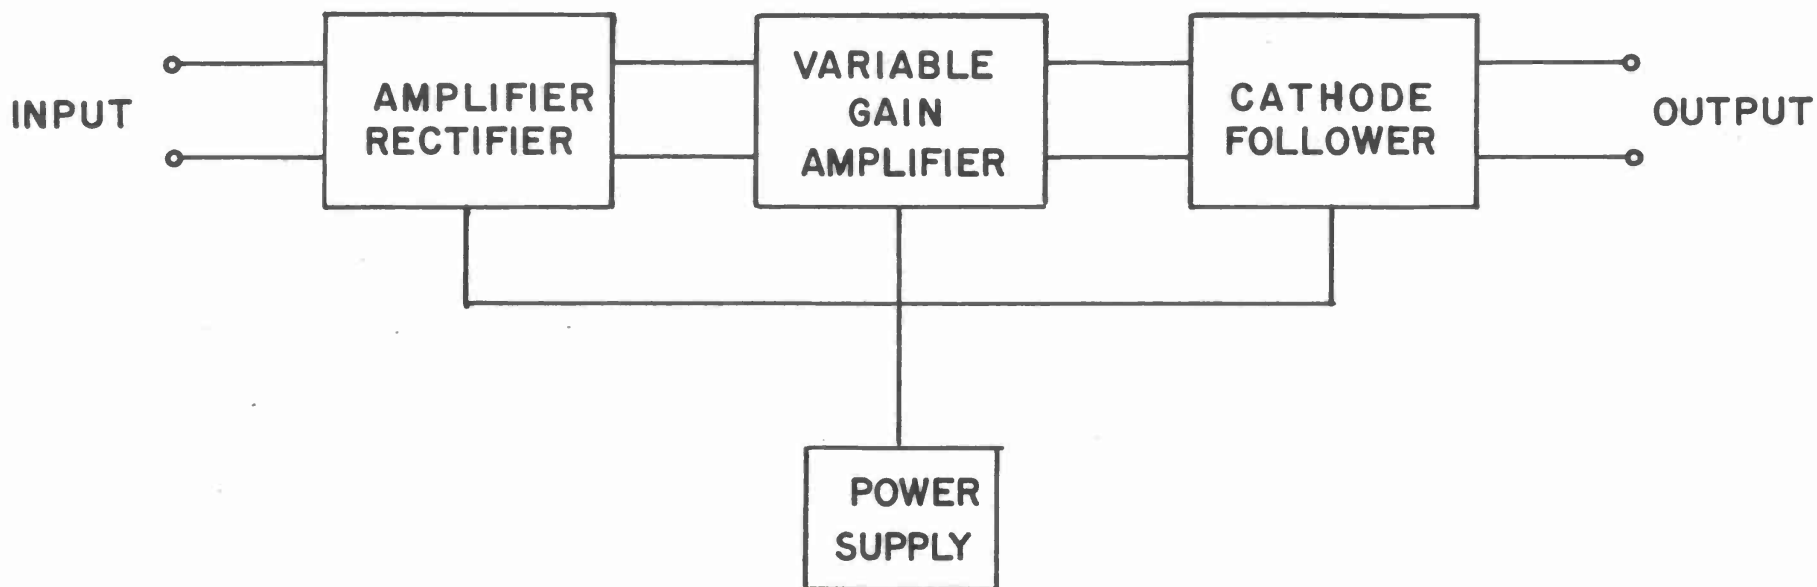 INPUT
AMPLIFIER
RECTIFIER
VARIABLE
GAIN
AMPLIFIER
CATHODE
FOLLOWER
OUTPUT
POWER
SUPPLY